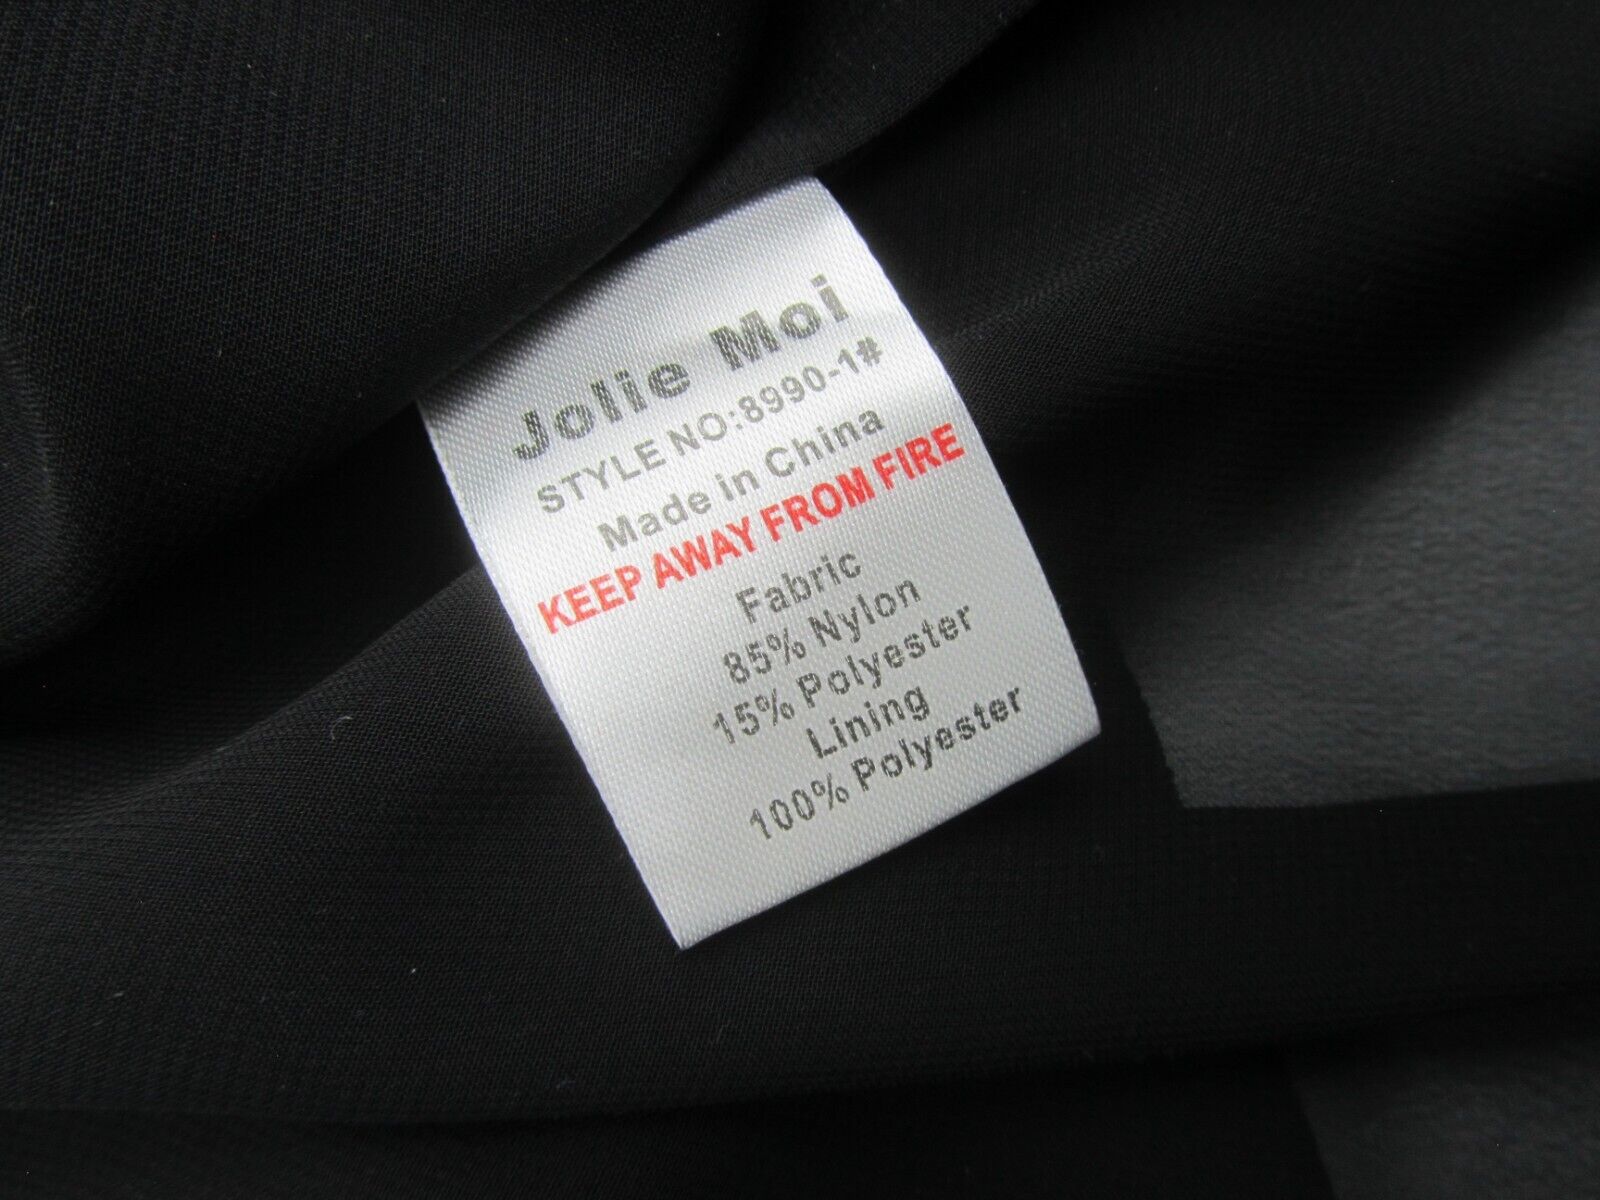 Jolie Moi
STYLE NO:8990-1#
Made in China
KEEP AWAY FROM FIRE
Fabric
85% Nylon
15% Polyester
Lining
100% Polyester